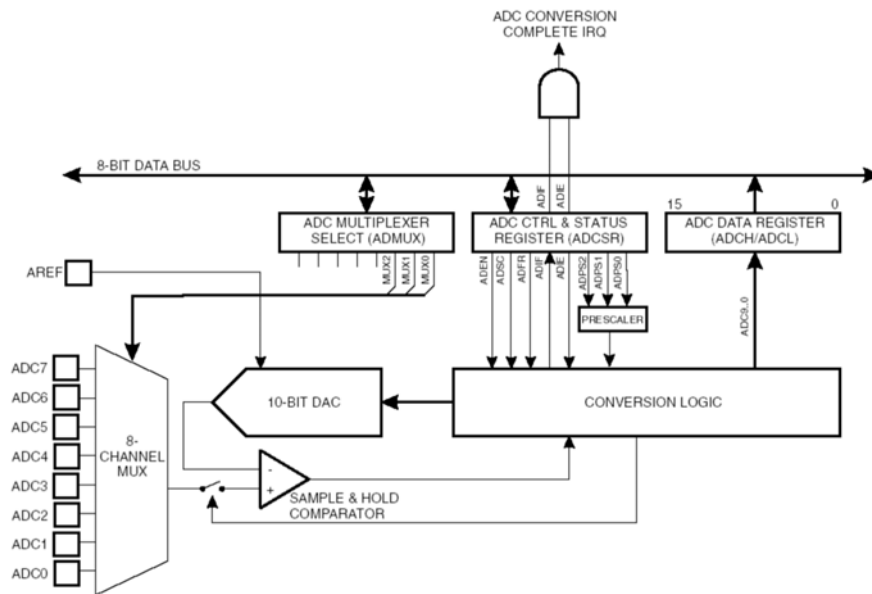 ADC CONVERSION
COMPLETE IRQ
8-BIT DATA BUS
ADIF
ADIE
15
0
ADC MULTIPLEXER
SELECT (ADMUX)
ADC CTRL & STATUS
REGISTER (ADCSR)
ADC DATA REGISTER
(ADCH/ADCL)
MUX2
MUX1
MUX0
ADEN
ADSC
ADFR
ADIF
ADIE
ADPS2
ADPS1
ADPS0
AREF
PRESCALER
ADC9..0
ADC7
ADC6
ADC5
ADC4
ADC3
ADC2
ADC1
ADC0
8-
CHANNEL
MUX
10-BIT DAC
CONVERSION LOGIC
-
+
SAMPLE & HOLD
COMPARATOR